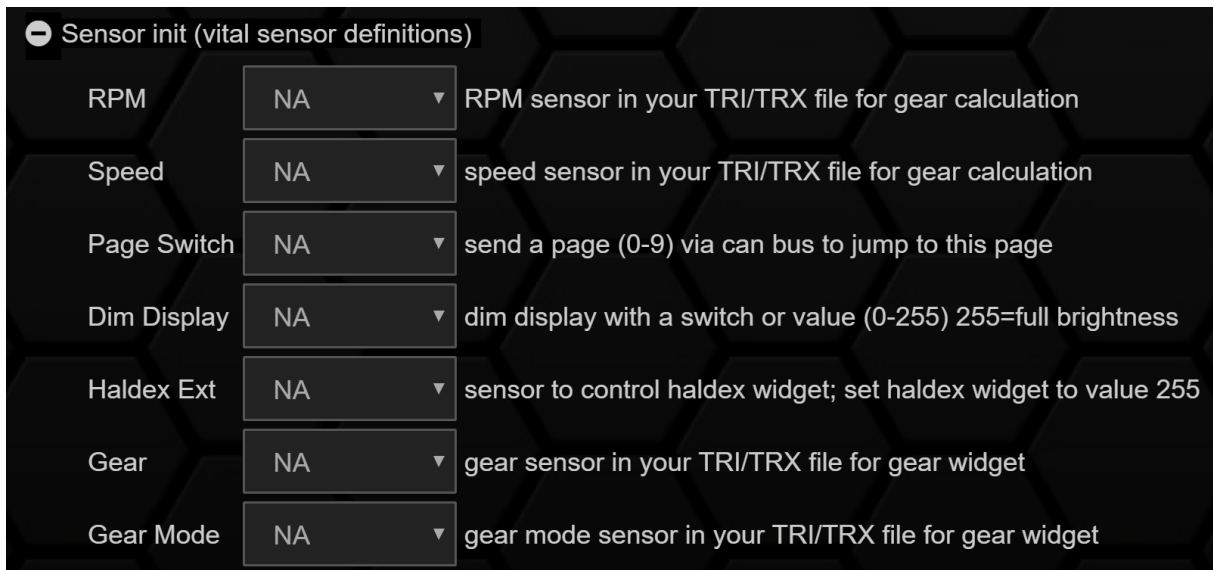 Sensor init (vital sensor definitions)
RPM NA RPM sensor in your TRI/TRX file for gear calculation
Speed NA speed sensor in your TRI/TRX file for gear calculation
Page Switch NA send a page (0-9) via can bus to jump to this page
Dim Display NA dim display with a switch or value (0-255) 255=full brightness
Haldex Ext NA sensor to control haldex widget; set haldex widget to value 255
Gear NA gear sensor in your TRI/TRX file for gear widget
Gear Mode NA gear mode sensor in your TRI/TRX file for gear widget